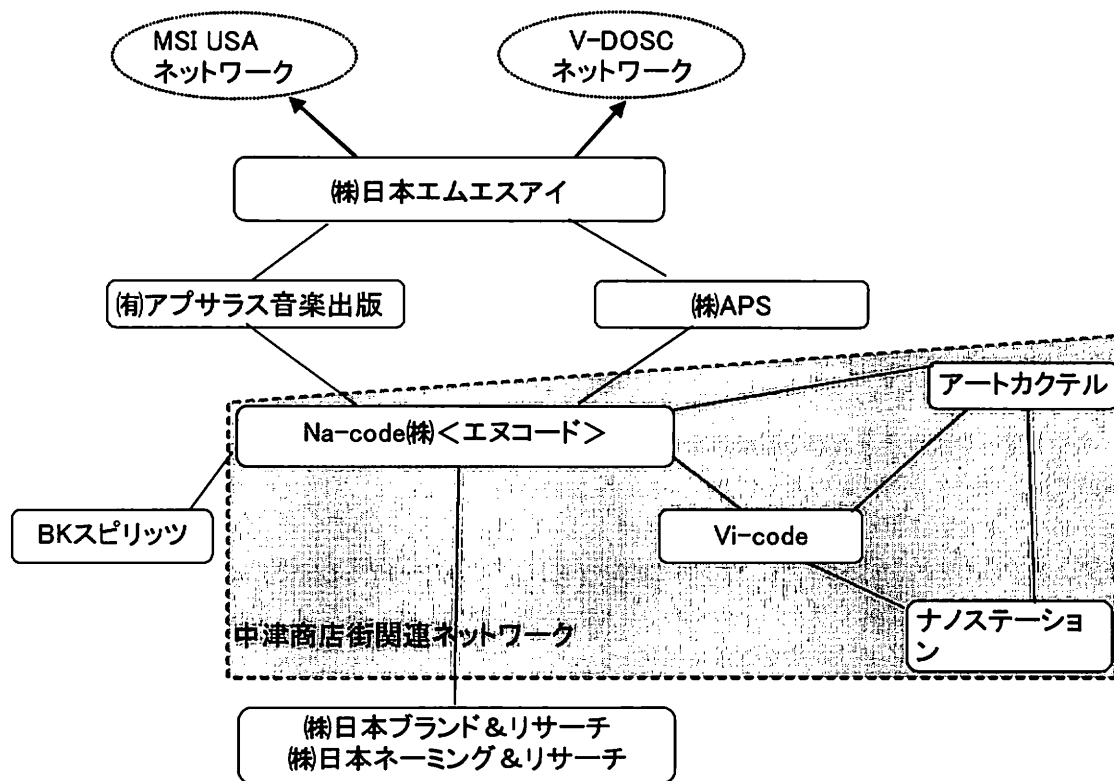 MSI USA
ネットワーク
V-DOSC
ネットワーク
㈱日本エムエスアイ
㈲アプサラス音楽出版
㈱APS
アートカクテル
Na-code㈱＜エヌコード＞
BKスピリッツ
Vi-code
中津商店街関連ネットワーク
ナノステーショ
ン
㈱日本ブランド＆リサーチ
㈱日本ネーミング＆リサーチ